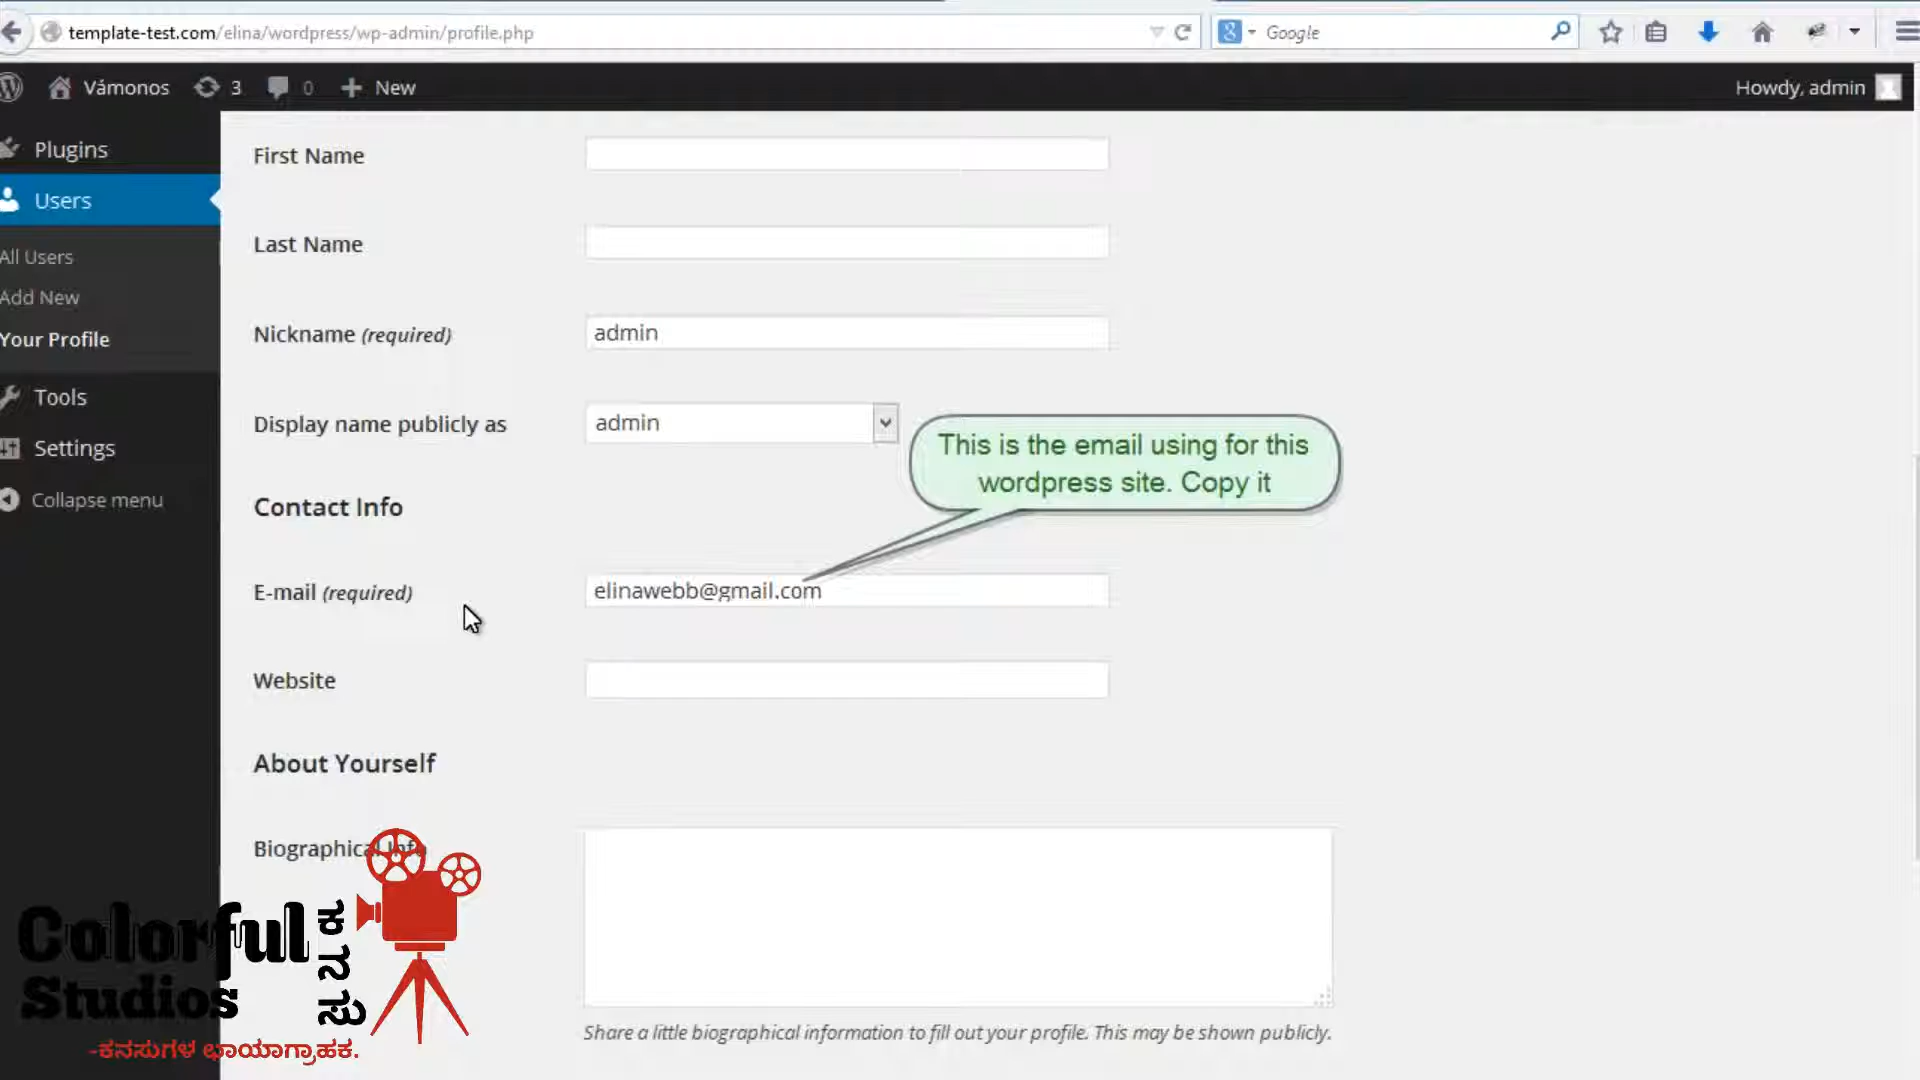 template-test.com/elina/wordpress/wp-admin/profile.php
Google
Vámonos
3
0
New
Howdy, admin
Plugins
Users
All Users
Add New
Your Profile
Tools
Settings
Collapse menu
First Name
Last Name
Nickname (required)
admin
Display name publicly as
admin
This is the email using for this
wordpress site. Copy it
Contact Info
E-mail (required)
elinawebb@gmail.com
Website
About Yourself
Biographical Info
Share a little biographical information to fill out your profile. This may be shown publicly.
Colorful
Studios
ಕನಸು
-ಕನಸುಗಳ ಛಾಯಾಗ್ರಾಹಕ.